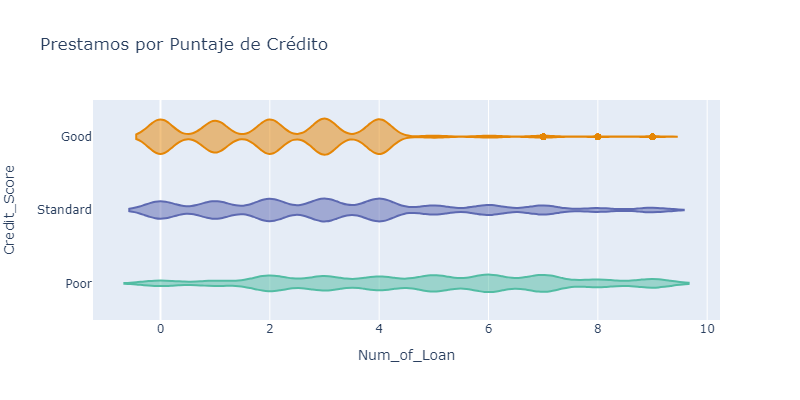 Prestamos por Puntaje de Crédito
Good
Standard
Poor
Credit_Score
0 2 4 6 8 10
Num_of_Loan